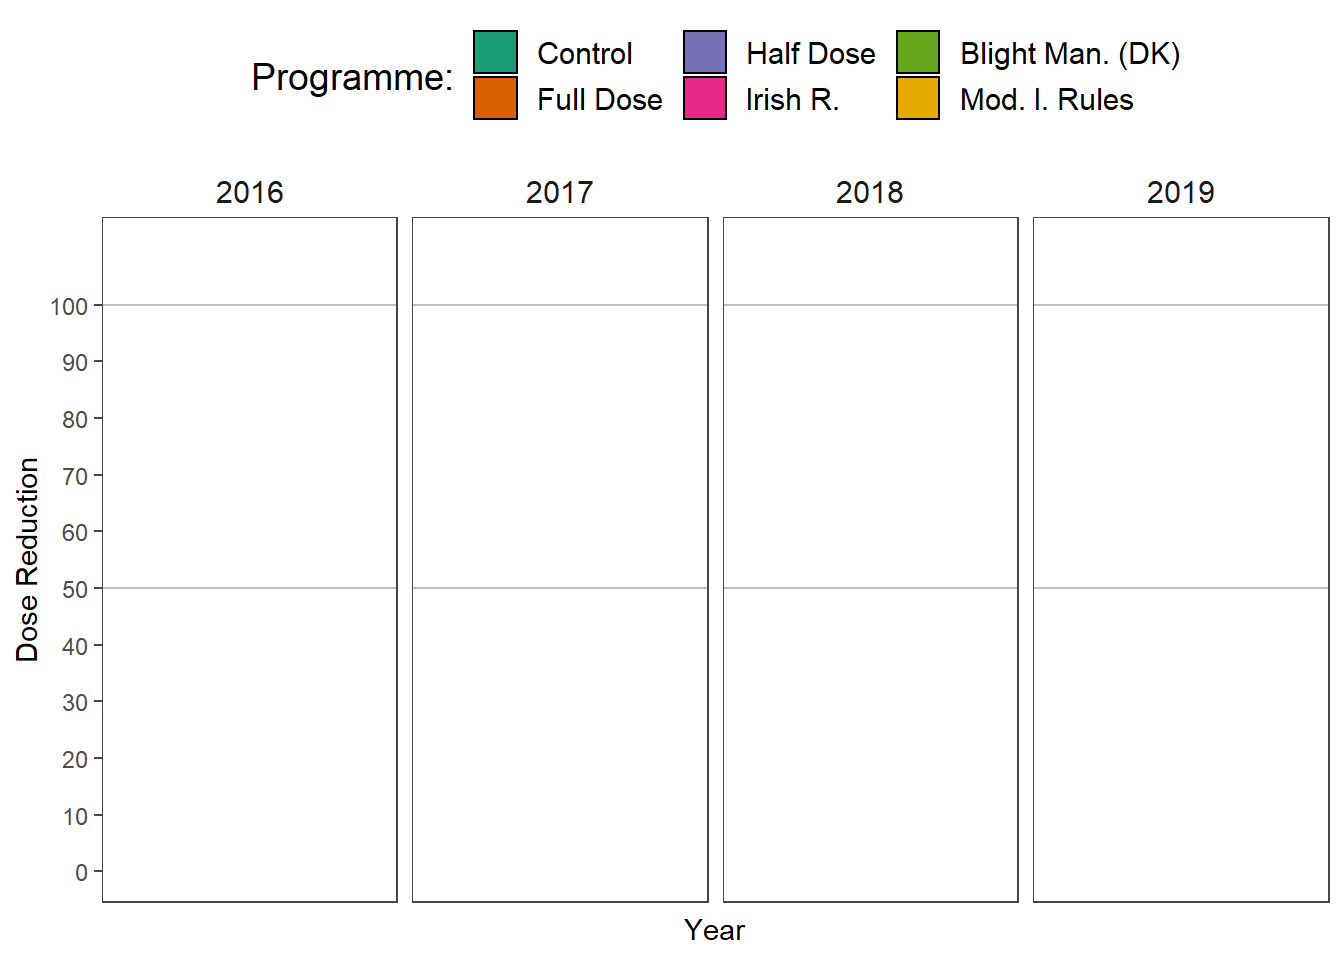 Programme:
Control
Half Dose
Blight Man. (DK)
Full Dose
Irish R.
Mod. I. Rules
2016
2017
2018
2019
100
90
80
70
60
50
40
30
20
10
0
Dose Reduction
Year